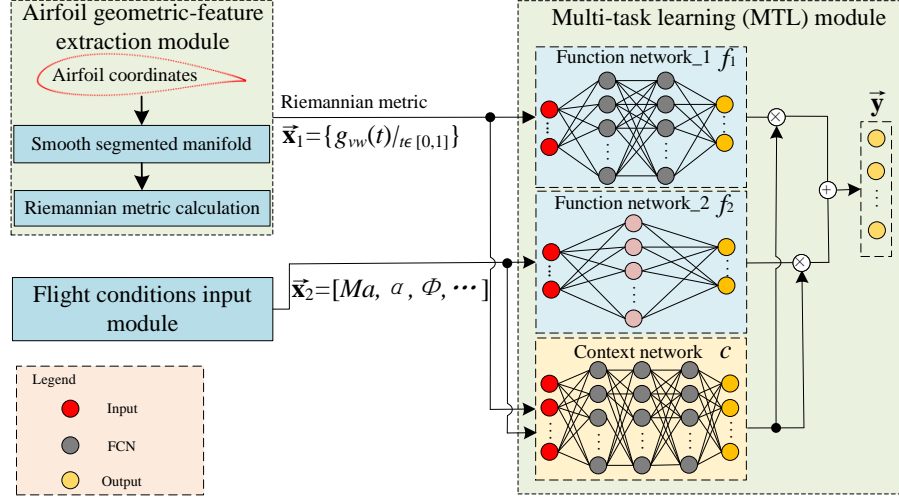 Airfoil geometric-feature
extraction module
Airfoil coordinates
Smooth segmented manifold
Riemannian metric calculation
Flight conditions input
module
Legend
Input
FCN
Output
Riemannian metric
x⃗₁={g_vw(t)/_t∈[0,1]}
x⃗₂=[Ma, α, Φ, ⋯]
Multi-task learning (MTL) module
Function network_1 f₁
Function network_2 f₂
Context network c
y⃗